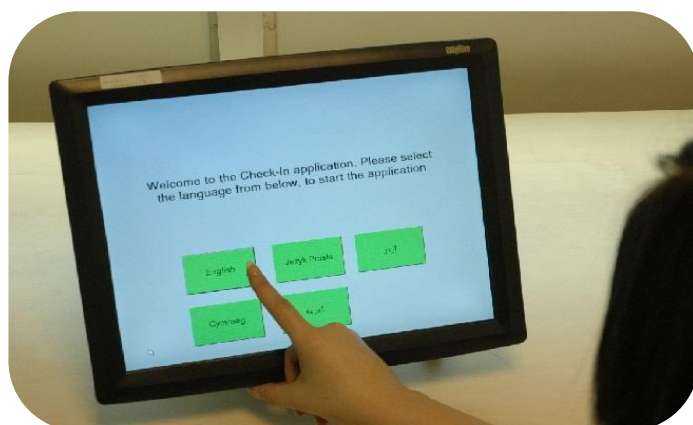 Welcome to the Check-In application. Please select
the language from below, to start the application
English
Język Polski
Cymraeg